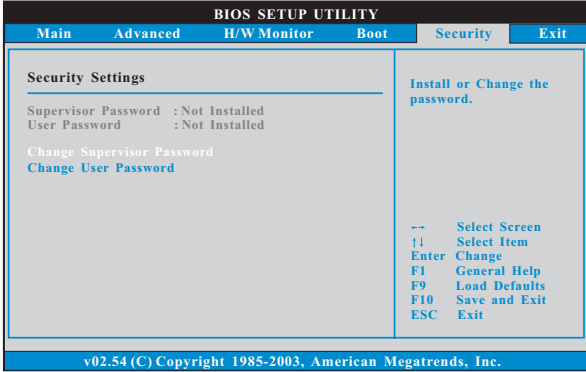 BIOS SETUP UTILITY
Main Advanced H/W Monitor Boot Security Exit
Security Settings
Supervisor Password : Not Installed
User Password : Not Installed
Change Supervisor Password
Change User Password
Install or Change the
password.
←→ Select Screen
↑↓ Select Item
Enter Change
F1 General Help
F9 Load Defaults
F10 Save and Exit
ESC Exit
v02.54 (C) Copyright 1985-2003, American Megatrends, Inc.